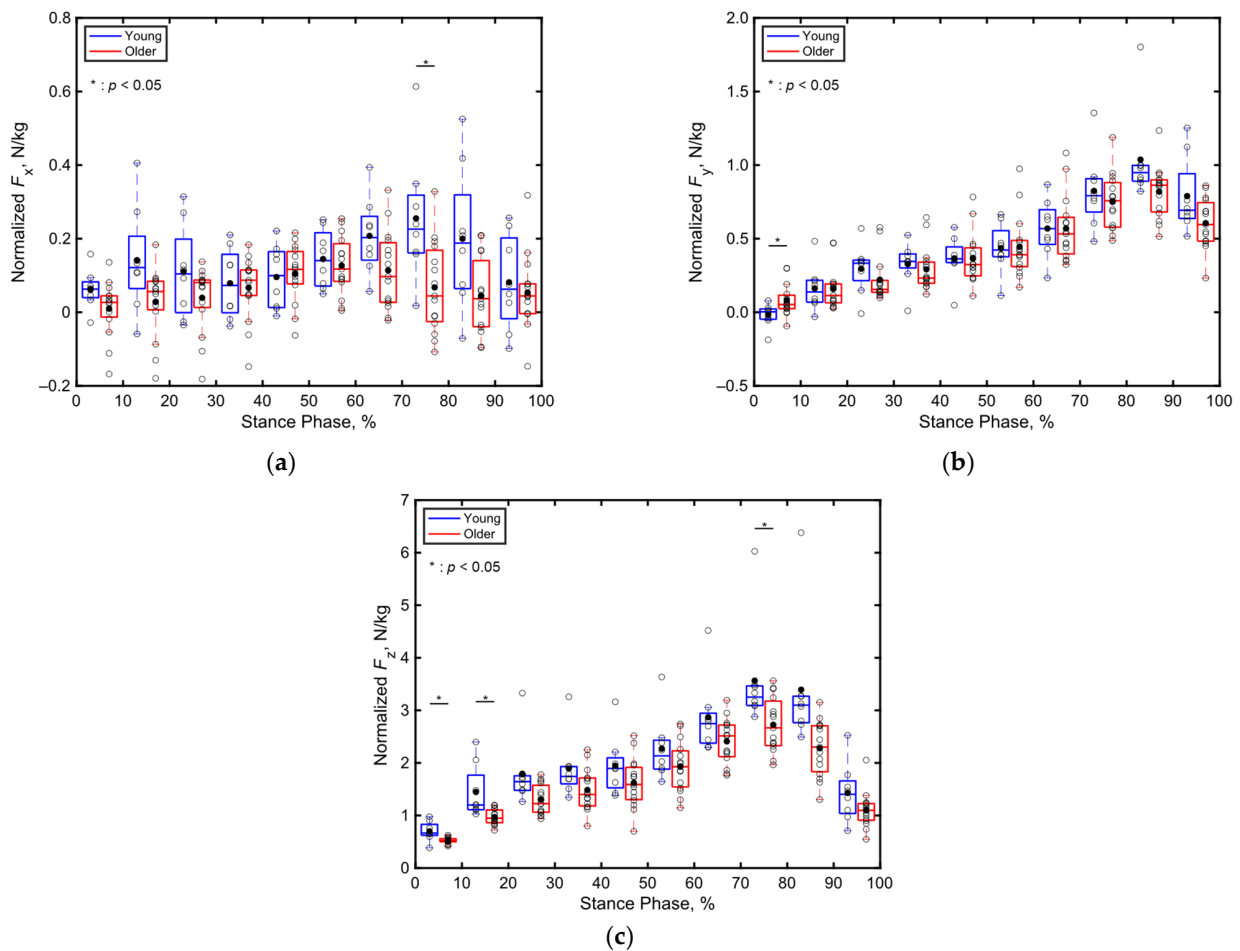 0.8
0.6
0.4
0.2
0
–0.2
Normalized Fx, N/kg
Young
Older
* : p < 0.05
*
0 10 20 30 40 50 60 70 80 90 100
Stance Phase, %
(a)
2.0
1.5
1.0
0.5
0.0
–0.5
Normalized Fy, N/kg
Young
Older
* : p < 0.05
*
0 10 20 30 40 50 60 70 80 90 100
Stance Phase, %
(b)
7
6
5
4
3
2
1
0
Normalized Fz, N/kg
Young
Older
* : p < 0.05
*
*
*
0 10 20 30 40 50 60 70 80 90 100
Stance Phase, %
(c)